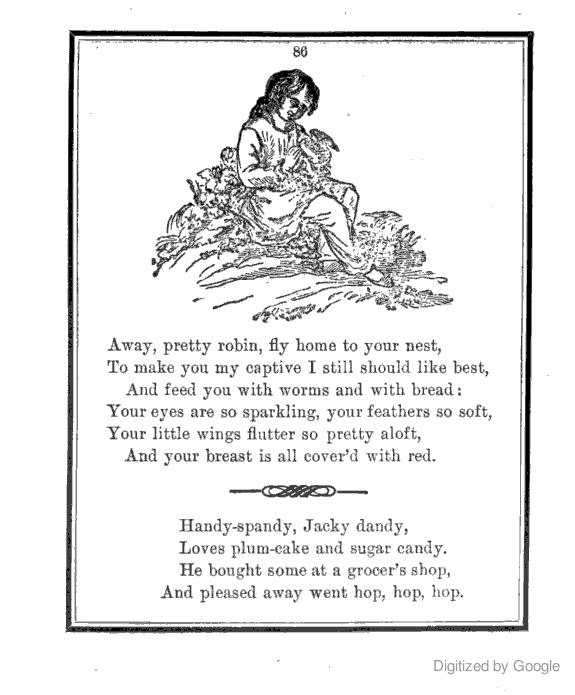 86
Away, pretty robin, fly home to your nest,
To make you my captive I still should like best,
And feed you with worms and with bread:
Your eyes are so sparkling, your feathers so soft,
Your little wings flutter so pretty aloft,
And your breast is all cover'd with red.
Handy-spandy, Jacky dandy,
Loves plum-cake and sugar candy.
He bought some at a grocer's shop,
And pleased away went hop, hop, hop.
Digitized by Google